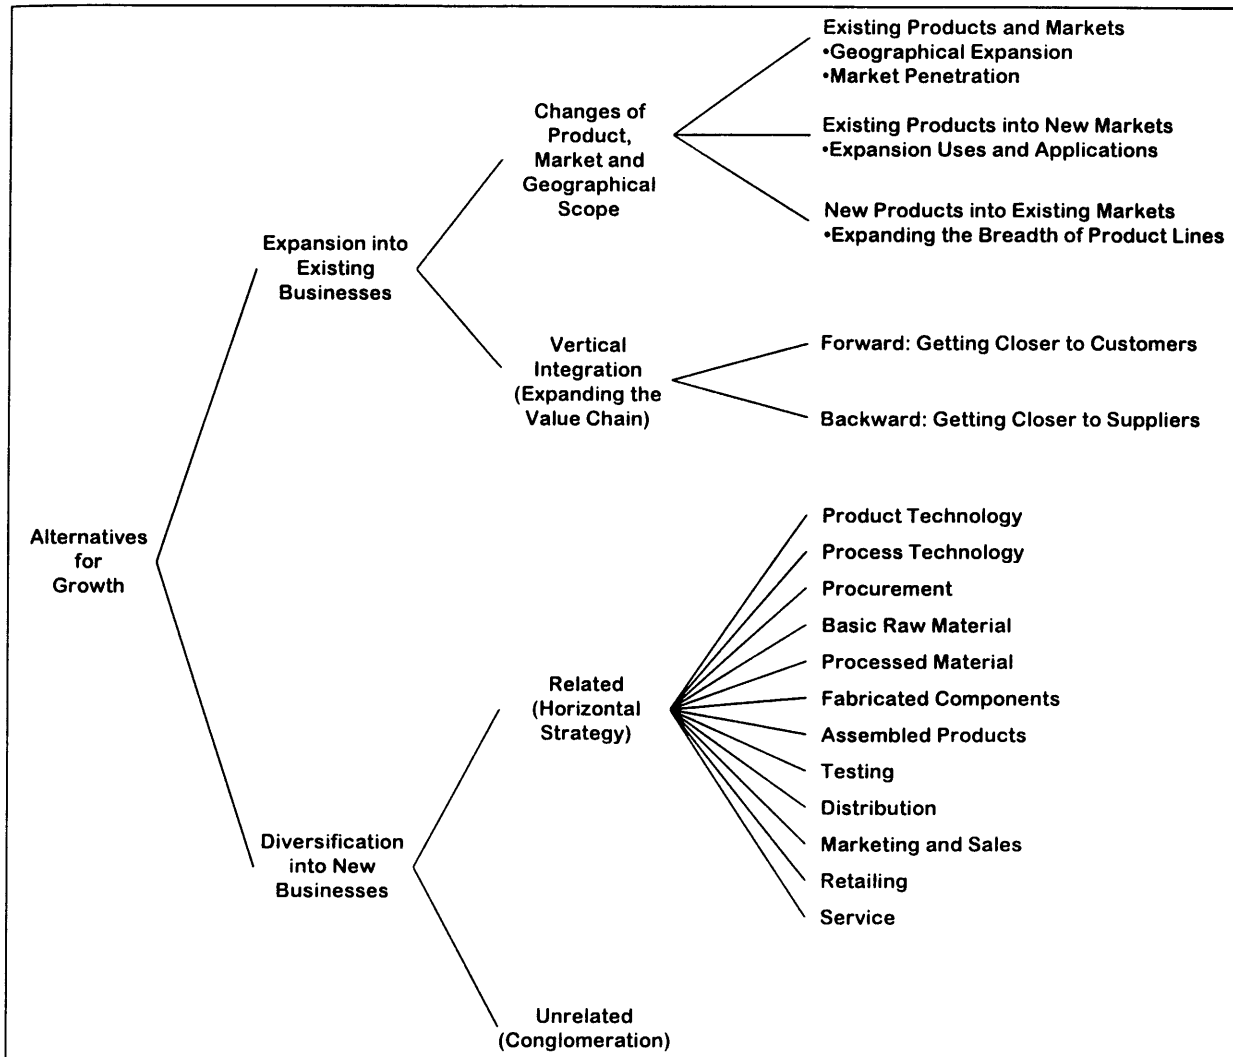 Alternatives
for
Growth
Expansion into
Existing
Businesses
Changes of
Product,
Market and
Geographical
Scope
Existing Products and Markets
•Geographical Expansion
•Market Penetration
Existing Products into New Markets
•Expansion Uses and Applications
New Products into Existing Markets
•Expanding the Breadth of Product Lines
Vertical
Integration
(Expanding the
Value Chain)
Forward: Getting Closer to Customers
Backward: Getting Closer to Suppliers
Diversification
into New
Businesses
Related
(Horizontal
Strategy)
Product Technology
Process Technology
Procurement
Basic Raw Material
Processed Material
Fabricated Components
Assembled Products
Testing
Distribution
Marketing and Sales
Retailing
Service
Unrelated
(Conglomeration)